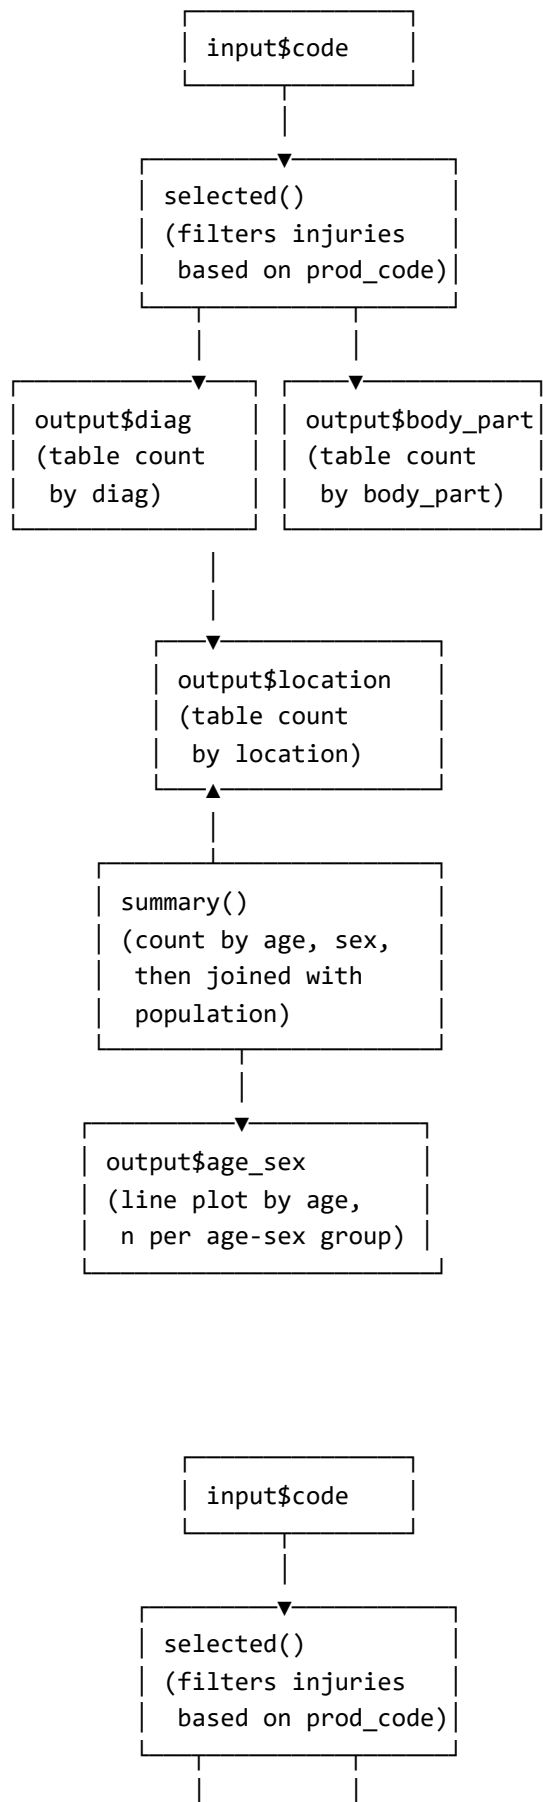 input$code
selected()
(filters injuries
based on prod_code)
output$diag
(table count
by diag)
output$body_part
(table count
by body_part)
output$location
(table count
by location)
summary()
(count by age, sex,
then joined with
population)
output$age_sex
(line plot by age,
n per age-sex group)
input$code
selected()
(filters injuries
based on prod_code)